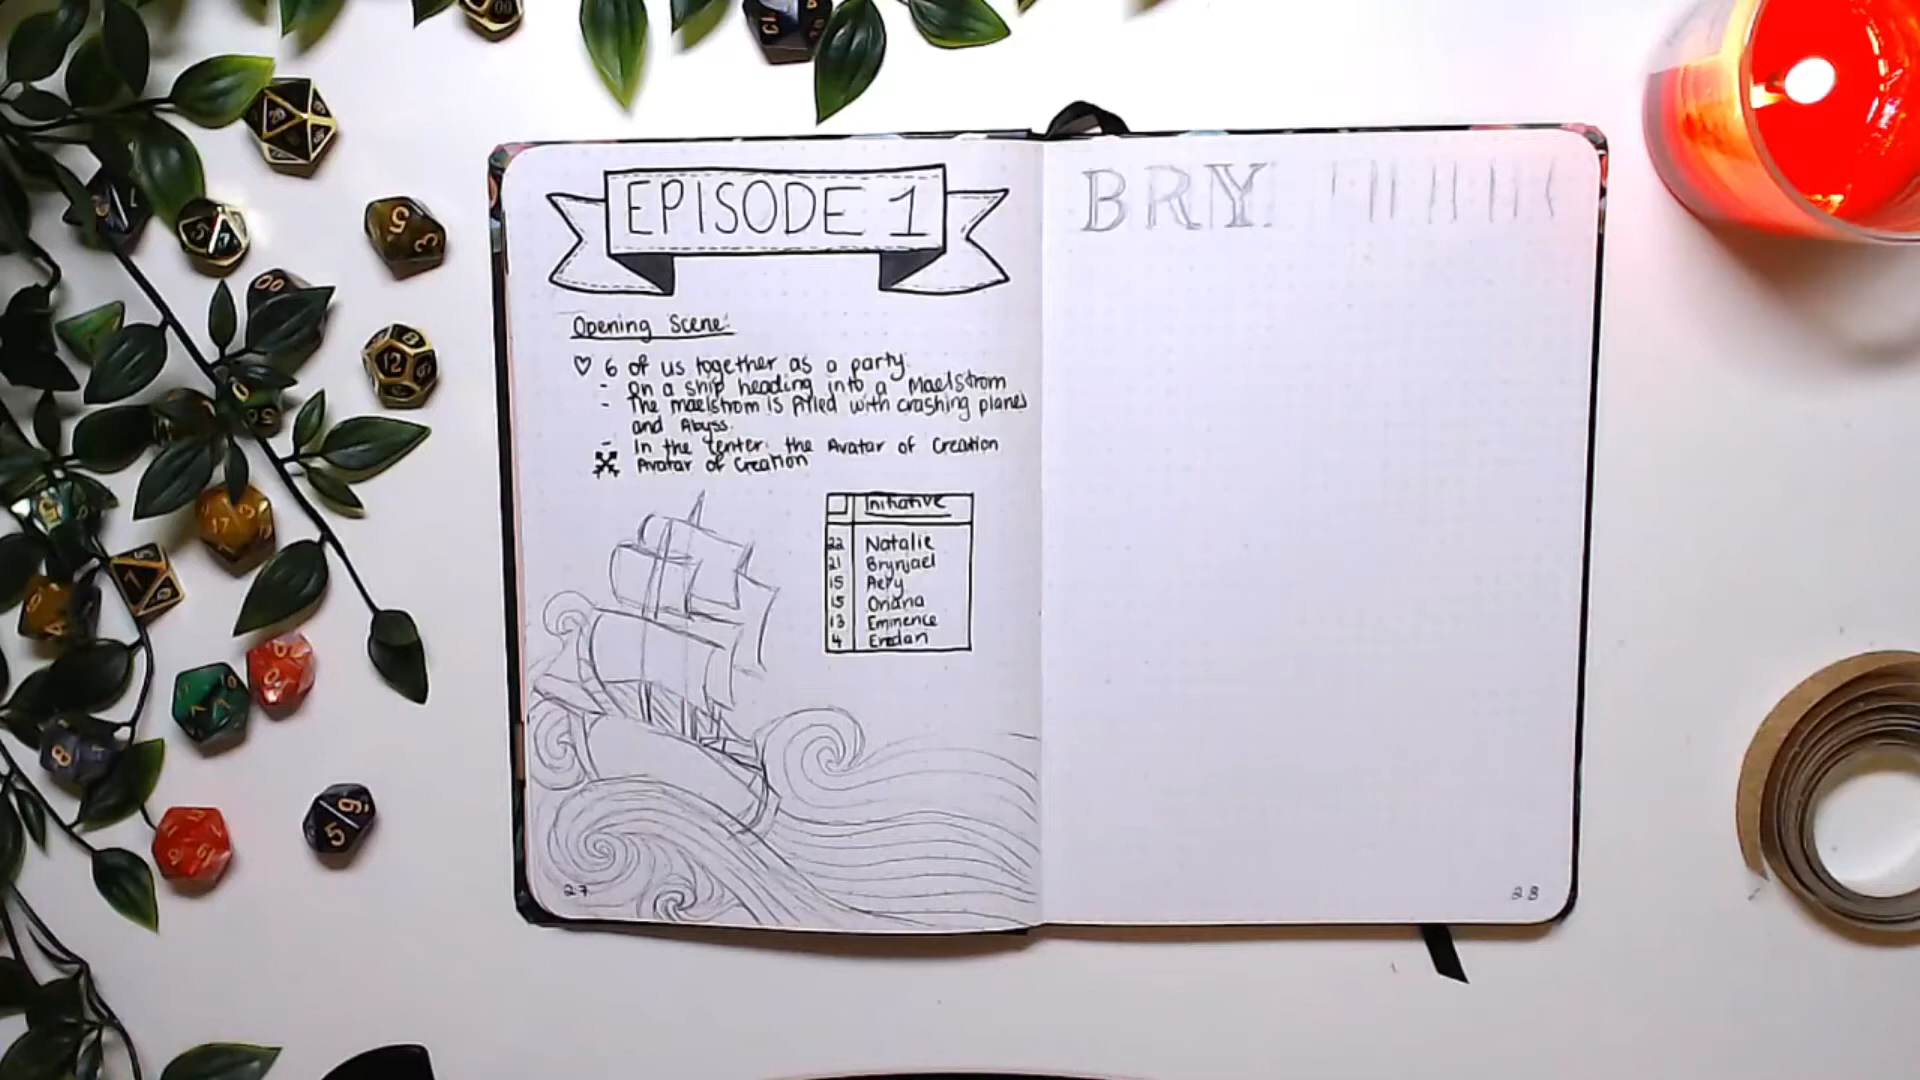 EPISODE 1
Opening Scene:
♡ 6 of us together as a party.
- on a ship heading into a Maelstrom
- The maelstrom is filled with crashing planes
and Abyss.
- In the center: the Avatar of Creation
Avatar of Creation
Initiative
22 Natalie
21 Brynjael
15 Aery
15 Oriana
13 Eminence
4 Eredan
27
BRY
28